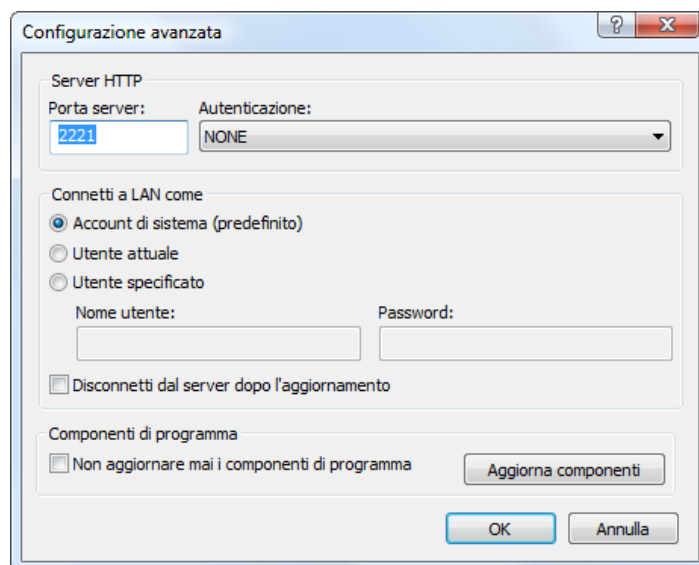 Configurazione avanzata
Server HTTP
Porta server: Autenticazione:
2221 NONE
Connetti a LAN come
Account di sistema (predefinito)
Utente attuale
Utente specificato
Nome utente: Password:
Disconnetti dal server dopo l'aggiornamento
Componenti di programma
Non aggiornare mai i componenti di programma Aggiorna componenti
OK Annulla